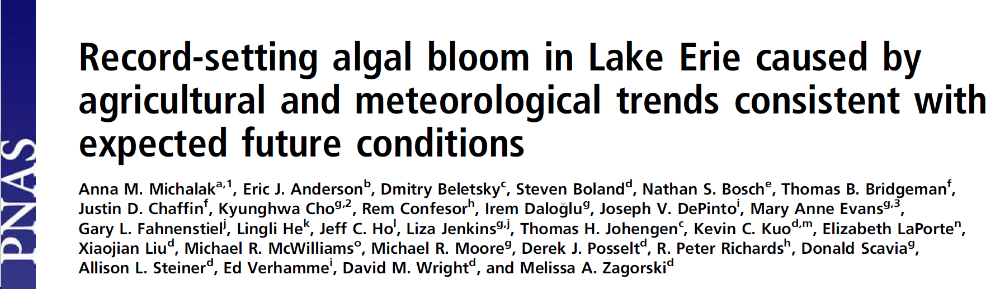 PNAS
Record-setting algal bloom in Lake Erie caused by
agricultural and meteorological trends consistent with
expected future conditions
Anna M. Michalak^a,1, Eric J. Anderson^b, Dmitry Beletsky^c, Steven Boland^d, Nathan S. Bosch^e, Thomas B. Bridgeman^f,
Justin D. Chaffin^f, Kyunghwa Cho^g,2, Rem Confesor^h, Irem Daloğlu^g, Joseph V. DePinto^i, Mary Anne Evans^g,3,
Gary L. Fahnenstiel^j, Lingli He^k, Jeff C. Ho^l, Liza Jenkins^g,j, Thomas H. Johengen^c, Kevin C. Kuo^d,m, Elizabeth LaPorte^n,
Xiaojian Liu^d, Michael R. McWilliams^o, Michael R. Moore^g, Derek J. Posselt^d, R. Peter Richards^h, Donald Scavia^g,
Allison L. Steiner^d, Ed Verhamme^i, David M. Wright^d, and Melissa A. Zagorski^d